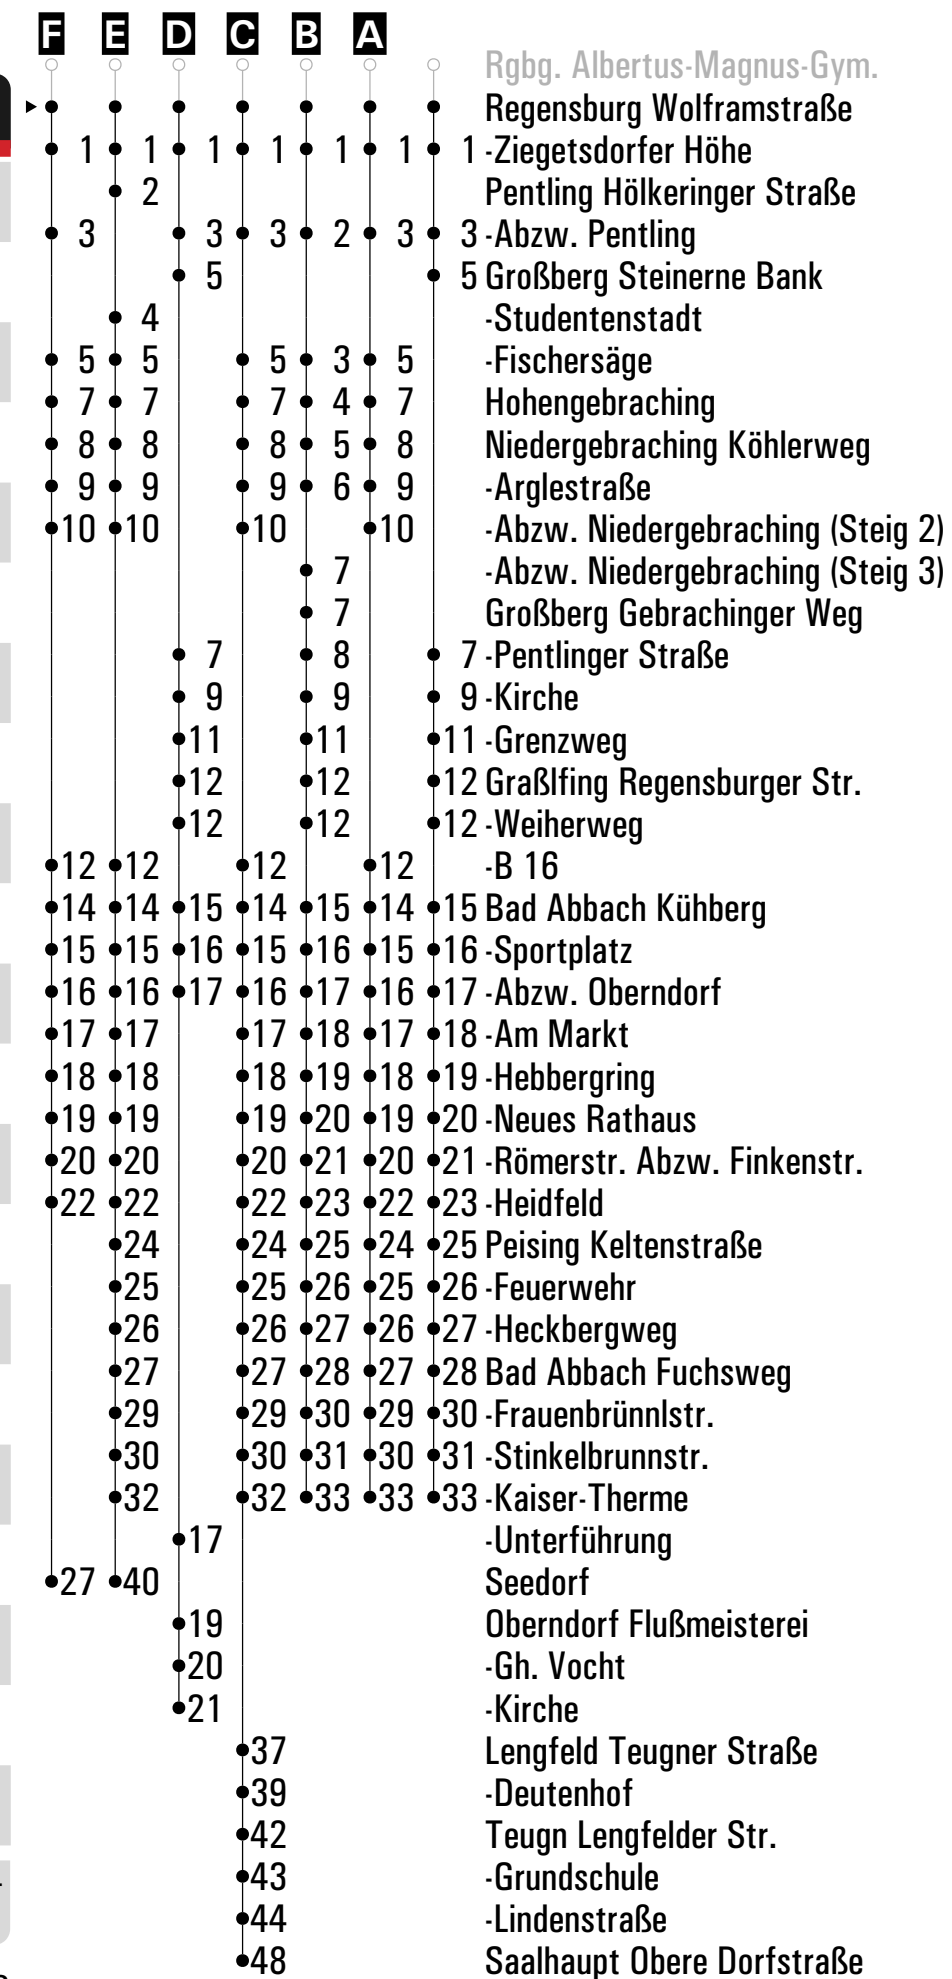 F E D C B A
Rgbg. Albertus-Magnus-Gym.
Regensburg Wolframstraße
1 1 1 1 1 1 1 -Ziegetsdorfer Höhe
2 Pentling Hölkeringer Straße
3 3 3 2 3 3 -Abzw. Pentling
5 5 Großberg Steinerne Bank
4 -Studentenstadt
5 5 5 3 5 -Fischersäge
7 7 7 4 7 Hohengebraching
8 8 8 5 8 Niedergebraching Köhlerweg
9 9 9 6 9 -Arglestraße
10 10 10 10 -Abzw. Niedergebraching (Steig 2)
7 -Abzw. Niedergebraching (Steig 3)
7 Großberg Gebrachinger Weg
7 8 7 -Pentlinger Straße
9 9 9 -Kirche
11 11 11 -Grenzweg
12 12 12 Graßlfing Regensburger Str.
12 12 12 -Weiherweg
12 12 12 12 -B 16
14 14 15 14 15 14 15 Bad Abbach Kühberg
15 15 16 15 16 15 16 -Sportplatz
16 16 17 16 17 16 17 -Abzw. Oberndorf
17 17 17 18 17 18 -Am Markt
18 18 18 19 18 19 -Hebbergring
19 19 19 20 19 20 -Neues Rathaus
20 20 20 21 20 21 -Römerstr. Abzw. Finkenstr.
22 22 22 23 22 23 -Heidfeld
24 24 25 24 25 Peising Keltenstraße
25 25 26 25 26 -Feuerwehr
26 26 27 26 27 -Heckbergweg
27 27 28 27 28 Bad Abbach Fuchsweg
29 29 30 29 30 -Frauenbrünnlstr.
30 30 31 30 31 -Stinkelbrunnstr.
32 32 33 33 33 -Kaiser-Therme
17 -Unterführung
27 40 Seedorf
19 Oberndorf Flußmeisterei
20 -Gh. Vocht
21 -Kirche
37 Lengfeld Teugner Straße
39 -Deutenhof
42 Teugn Lengfelder Str.
43 -Grundschule
44 -Lindenstraße
48 Saalhaupt Obere Dorfstraße